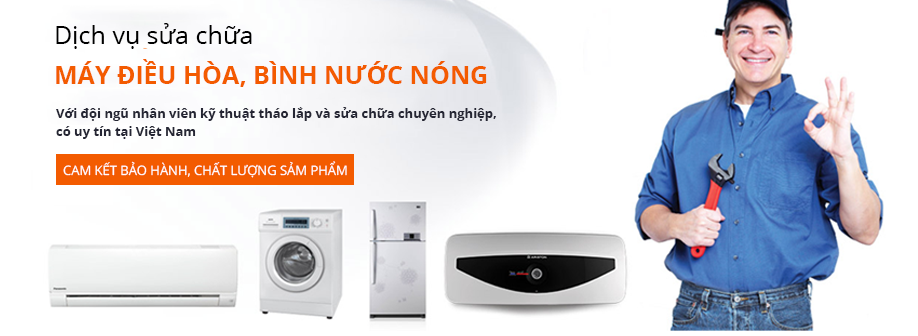 Dịch vụ sửa chữa
MÁY ĐIỀU HÒA, BÌNH NƯỚC NÓNG
Với đội ngũ nhân viên kỹ thuật tháo lắp và sửa chữa chuyên nghiệp,
có uy tín tại Việt Nam
CAM KẾT BẢO HÀNH, CHẤT LƯỢNG SẢM PHẨM
Panasonic
ARISTON